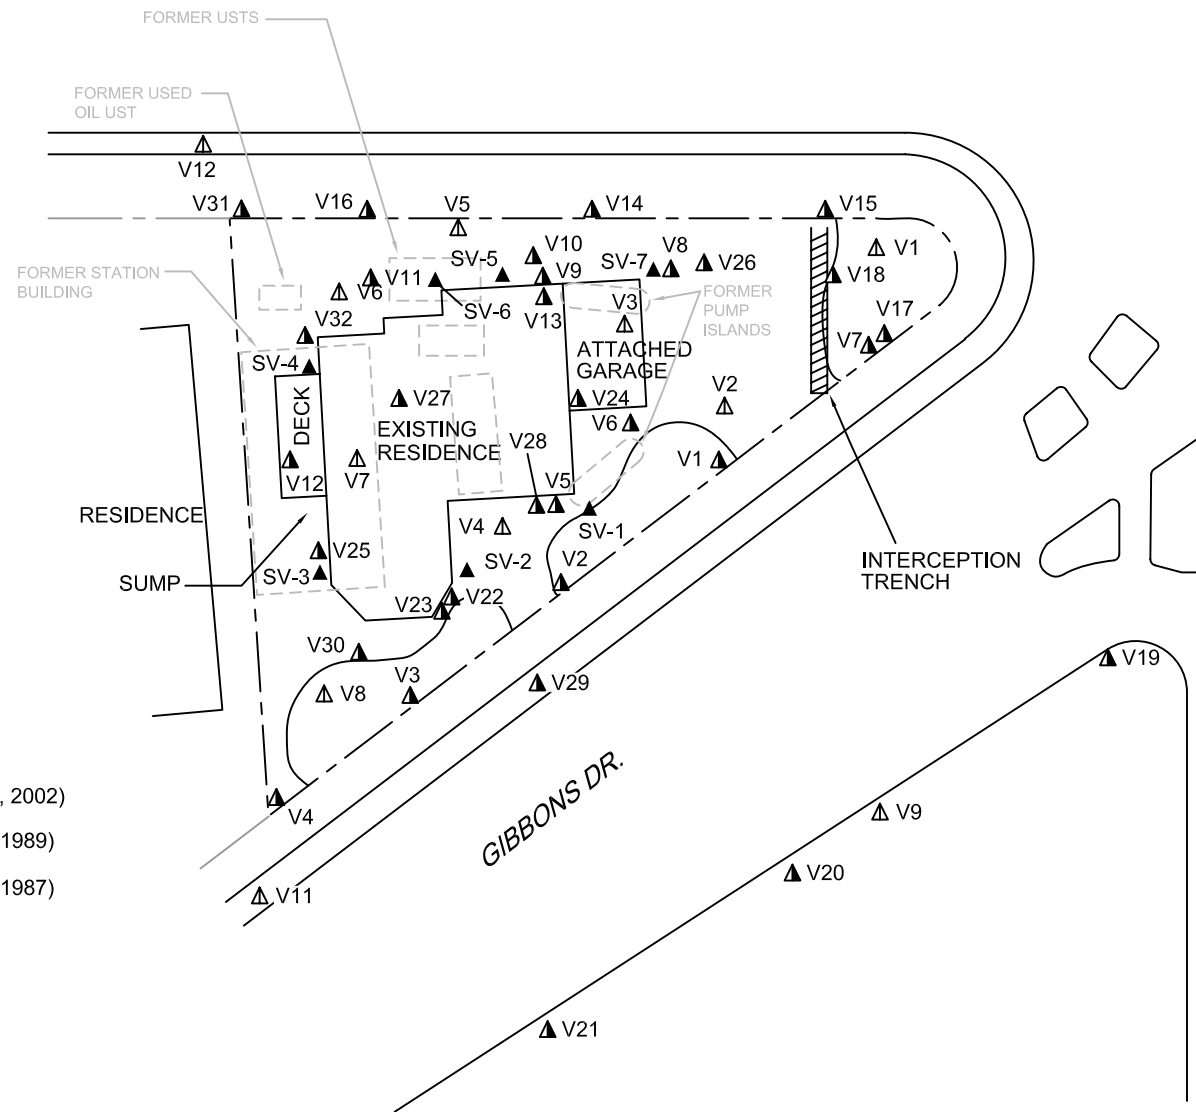 FORMER USTS
FORMER USED
OIL UST
V12
V31
V16
V5
V14
V15
V1
V10
V8
V26
SV-5
SV-7
V9
V11
V6
V18
FORMER STATION
BUILDING
SV-6
V13
V3
FORMER
PUMP
ISLANDS
V17
V7
V32
ATTACHED
GARAGE
SV-4
V2
V27
V24
DECK
EXISTING
RESIDENCE
V6
V28
V1
V7
V12
V5
RESIDENCE
V4
SV-1
V25
V2
INTERCEPTION
TRENCH
SV-2
SUMP
SV-3
V22
V23
V30
V19
V8
V3
V29
, 2002)
V4
GIBBONS DR.
V9
1989)
V20
1987)
V11
V21